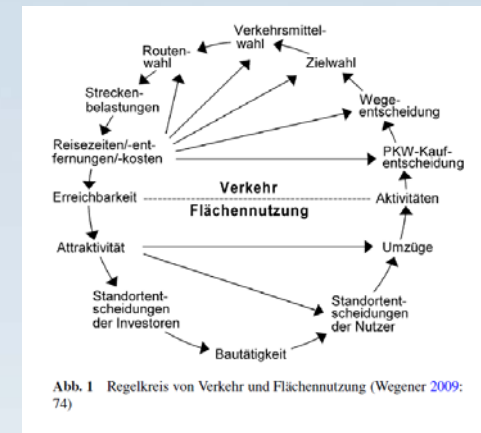 Verkehrsmittel-
wahl
Routen-
wahl
Zielwahl
Strecken-
belastungen
Wege-
entscheidung
Reisezeiten/-ent-
fernungen/-kosten
PKW-Kauf-
entscheidung
Verkehr
Erreichbarkeit
Aktivitäten
Flächennutzung
Attraktivität
Umzüge
Standortent-
scheidungen
der Investoren
Standortent-
scheidungen
der Nutzer
Bautätigkeit
Abb. 1 Regelkreis von Verkehr und Flächennutzung (Wegener 2009:
74)